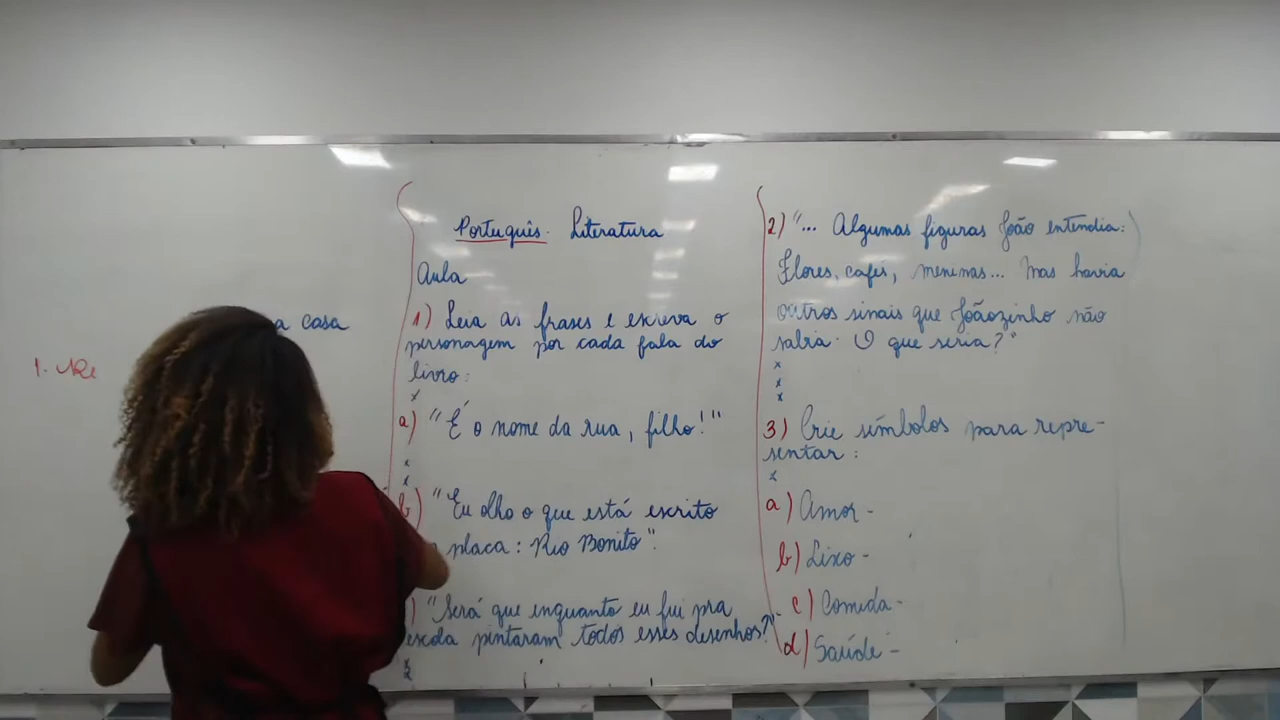 a casa
1.
Português. Literatura
Aula
1) Leia as frases e escreva o
personagem por cada fala do
livro:
x
a) "É o nome da rua, filho!"
x
x
b) "Eu olho o que está escrito
placa: Rio Bonito".
) "Será que enquanto eu fui pra
escola pintaram todos esses desenhos?"
x
x
2) "... Algumas figuras João entendia:
Flores, cafés, meninas... Mas havia
outros sinais que Joãozinho não
sabia. O que seria?"
x
x
x
3) Crie símbolos para repre-
sentar:
x
a) Amor -
b) Lixo -
c) Comida -
d) Saúde -